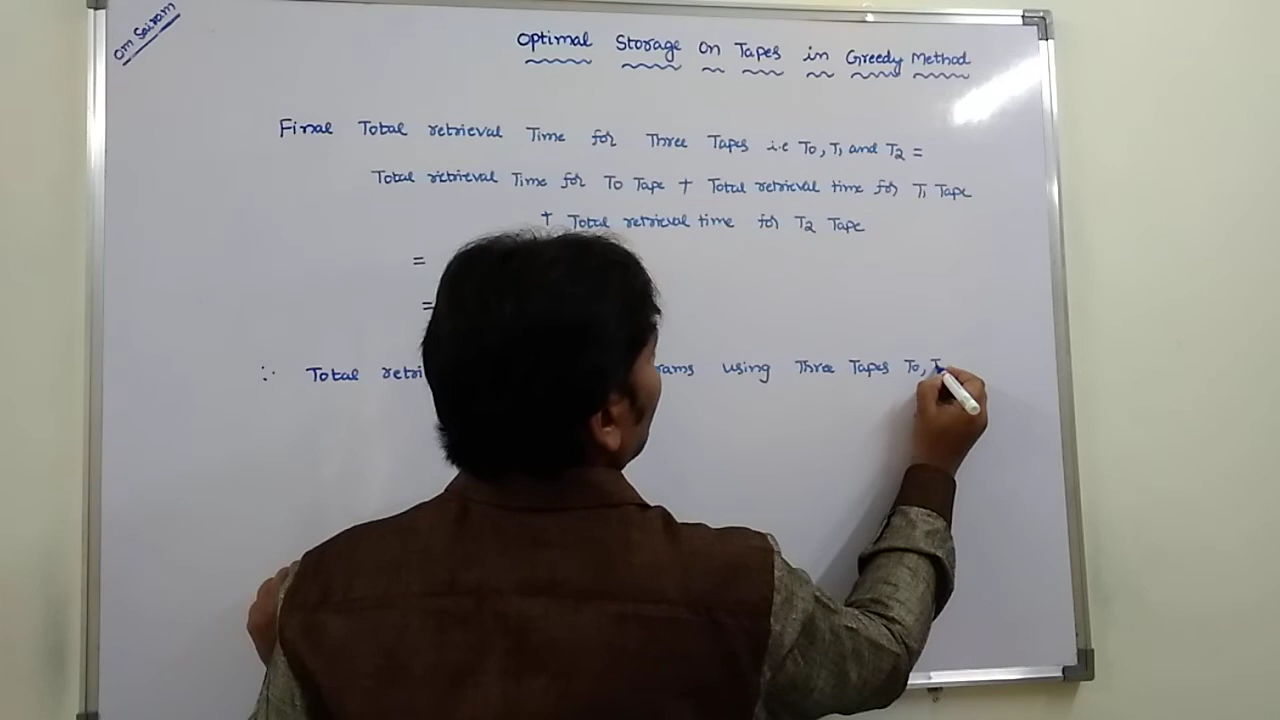 Om Sairam
Optimal Storage On Tapes in Greedy Method
Final Total retrieval Time for Three Tapes i.e T0, T1 and T2 =
Total retrieval Time for T0 Tape + Total retrieval time for T1 Tape
+ Total retrieval time for T2 Tape
=
=
∴ Total using Three Tapes T0,